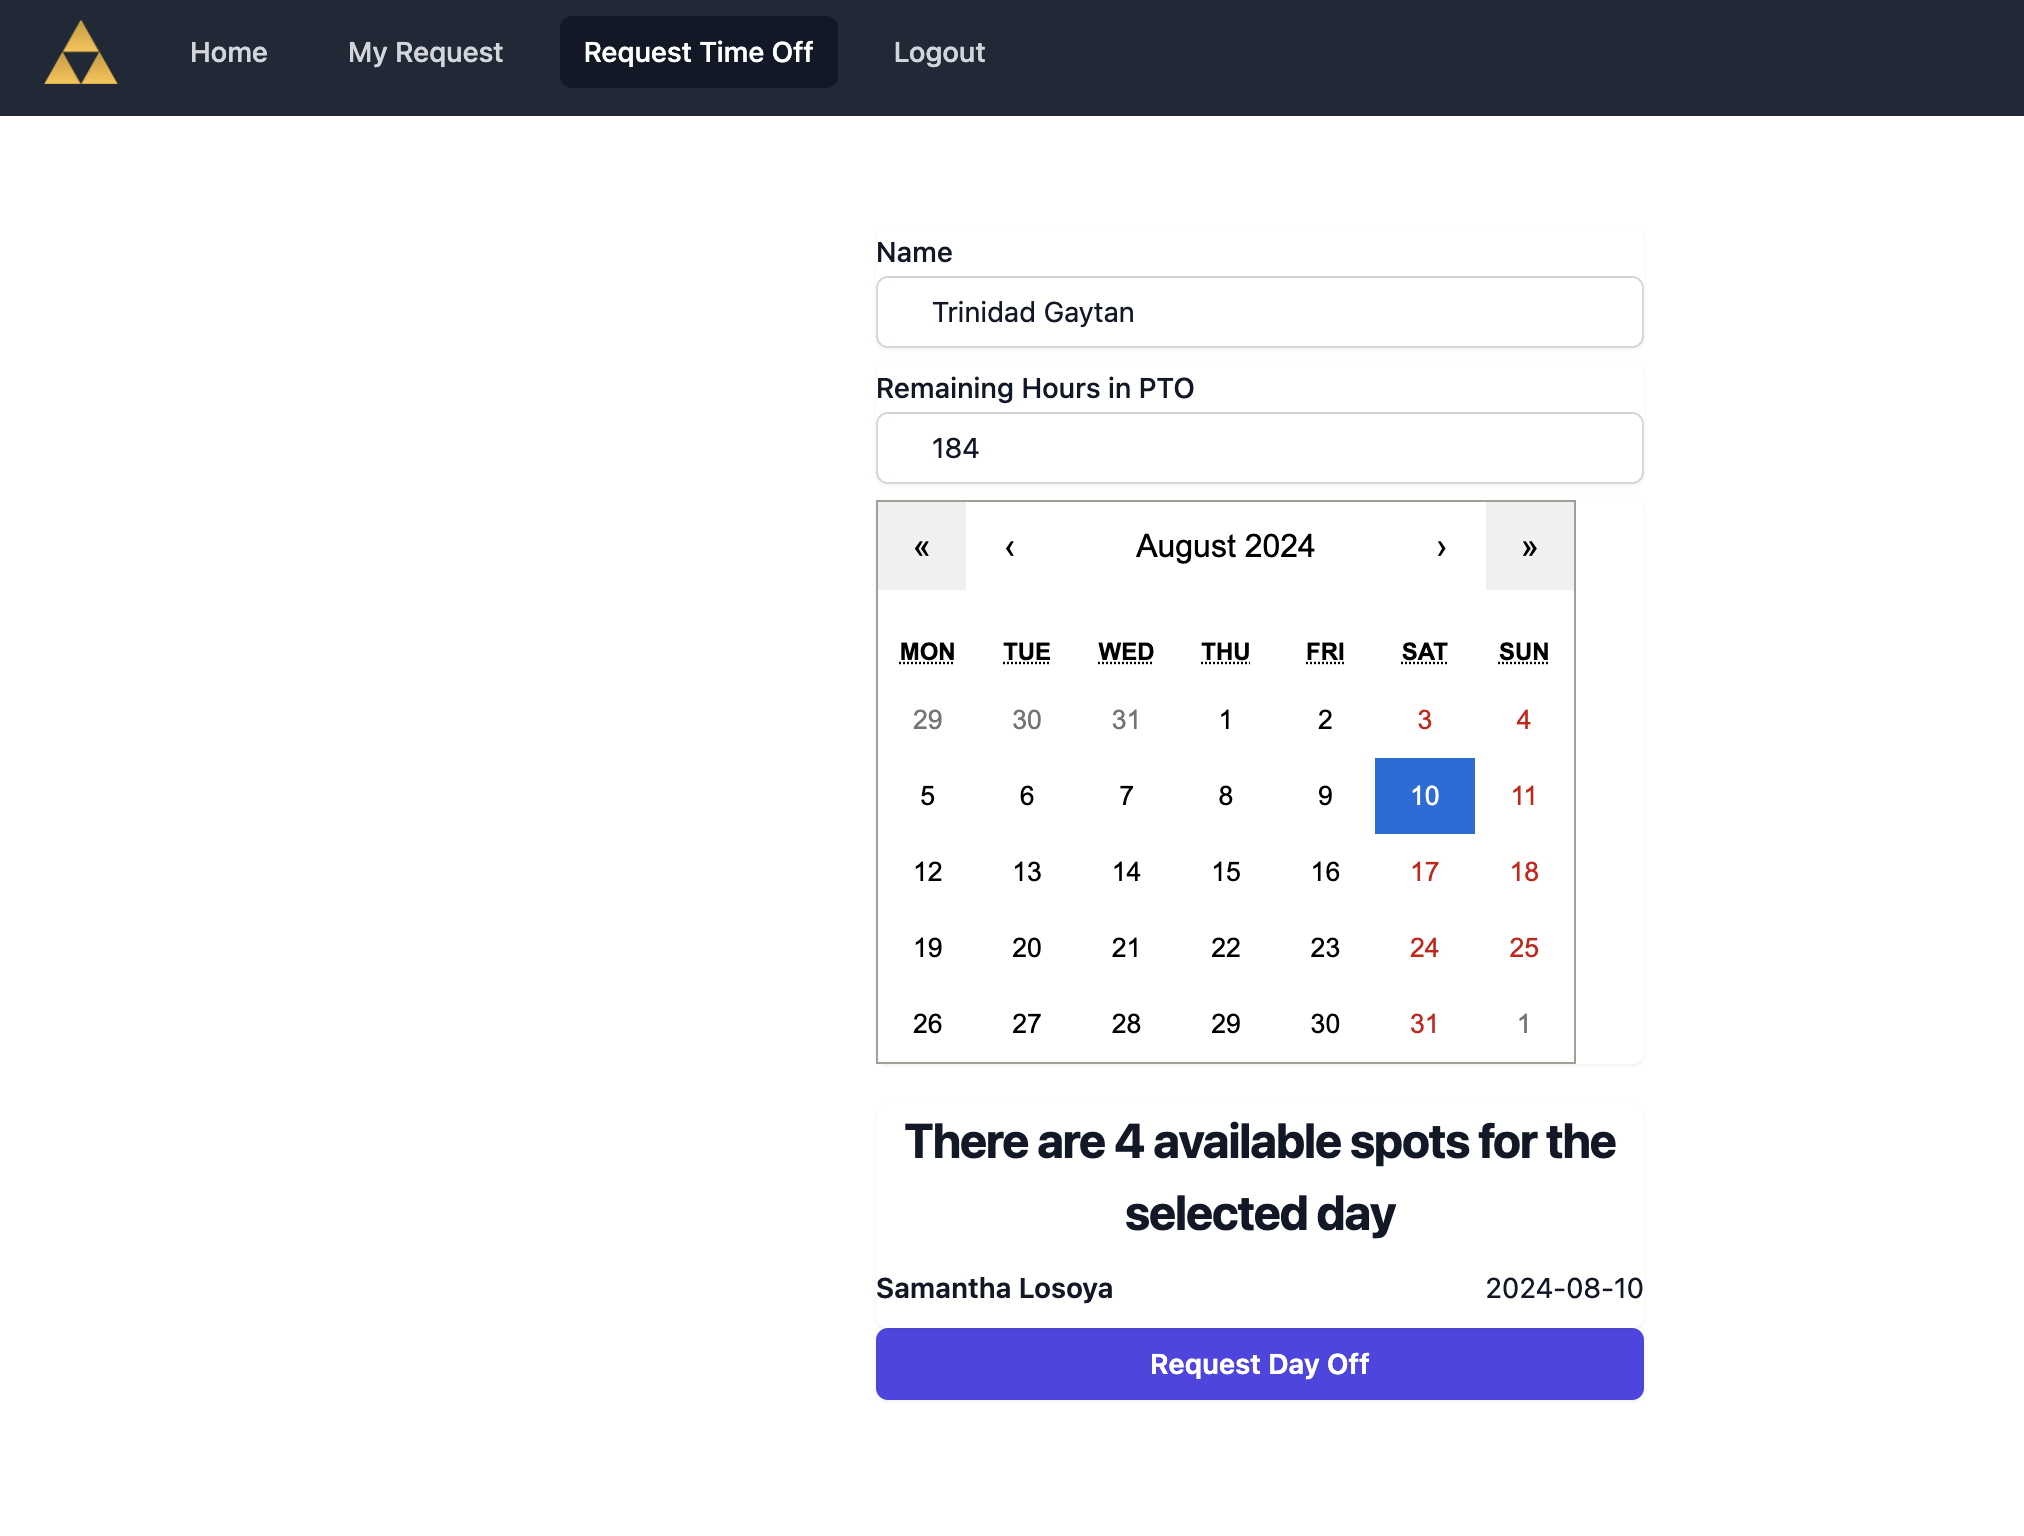 Home My Request Request Time Off Logout
Name
Trinidad Gaytan
Remaining Hours in PTO
184
« ‹ August 2024 › »
MON TUE WED THU FRI SAT SUN
29 30 31 1 2 3 4
5 6 7 8 9 10 11
12 13 14 15 16 17 18
19 20 21 22 23 24 25
26 27 28 29 30 31 1
There are 4 available spots for the
selected day
Samantha Losoya 2024-08-10
Request Day Off